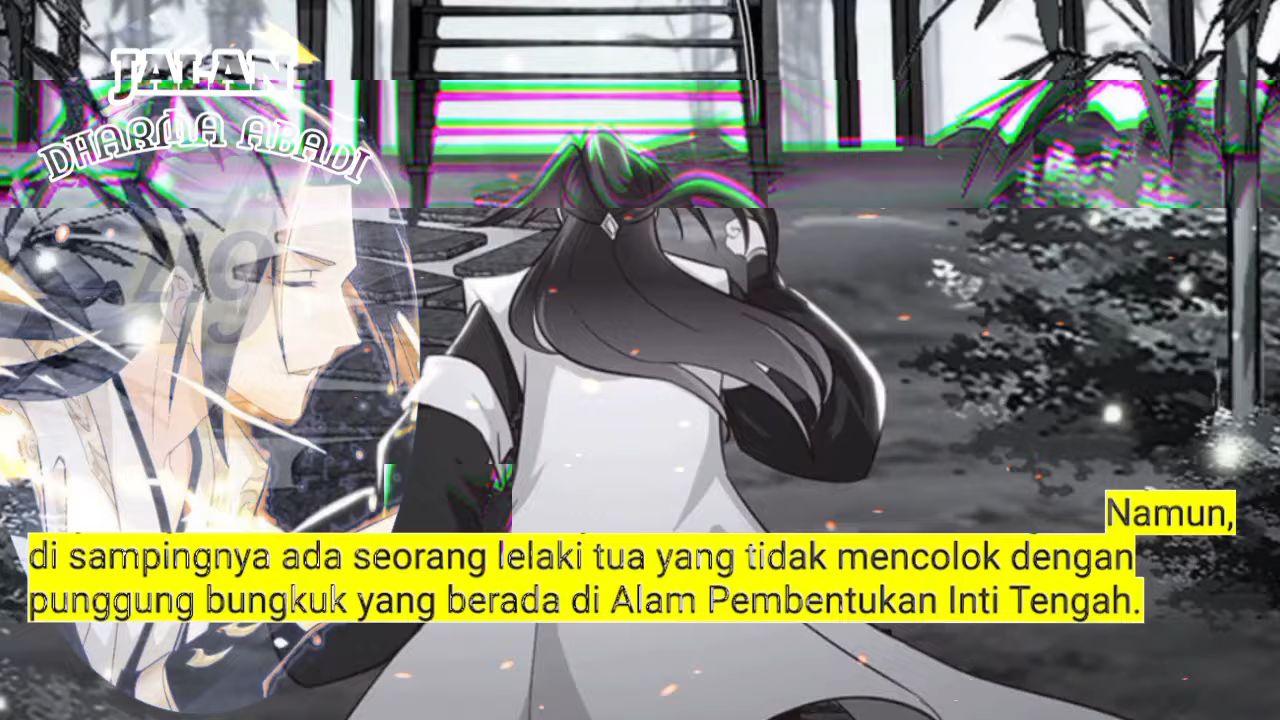 JALAN
DHARMA ABADI
49
Namun,
di sampingnya ada seorang lelaki tua yang tidak mencolok dengan
punggung bungkuk yang berada di Alam Pembentukan Inti Tengah.